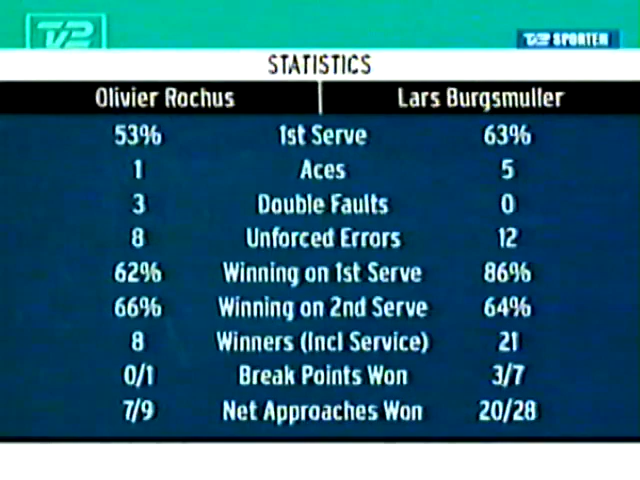 TV2
TV2 SPORTEN
STATISTICS
Olivier Rochus Lars Burgsmuller
53% 1st Serve 63%
1 Aces 5
3 Double Faults 0
8 Unforced Errors 12
62% Winning on 1st Serve 86%
66% Winning on 2nd Serve 64%
8 Winners (Incl Service) 21
0/1 Break Points Won 3/7
7/9 Net Approaches Won 20/28